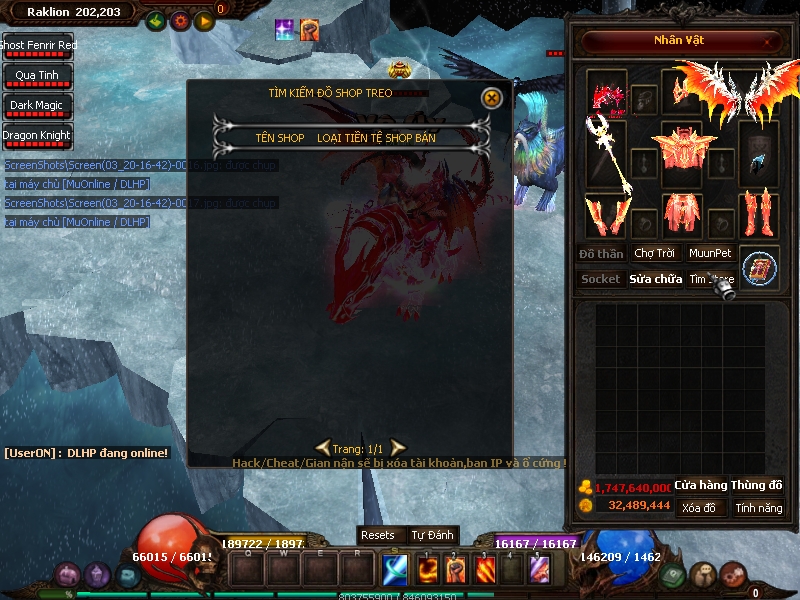 Raklion 202,203
0
Ghost Fenrir Red
Qua Tinh
Dark Magic
Dragon Knight
ScreenShots\Screen(03_20-16-42)-0016.jpg) được chụp
tại máy chủ [MuOnline / DLHP]
ScreenShots\Screen(03_20-16-42)-0017.jpg) được chụp
tại máy chủ [MuOnline / DLHP]
TÌM KIẾM ĐỒ SHOP TREO
TÊN SHOP LOẠI TIỀN TỆ SHOP BÁN
Trang: 1/1
Nhân Vật
Đồ thần Chợ Trời MuunPet
Socket Sửa chữa
1,747,640,000 Cửa hàng Thùng đồ
32,489,444 Xóa đồ Tính năng
[UserON] : DLHP đang online!
Hack/Cheat/Gian nận sẽ bị xóa tài khoản,ban IP và ổ cứng !
Resets Tự Đánh
66015 / 6601 189722 / 1897 16167 / 16167 146209 / 1462
Q W E R S 1 2 3 4 5
% 803755900 / 846093150 0